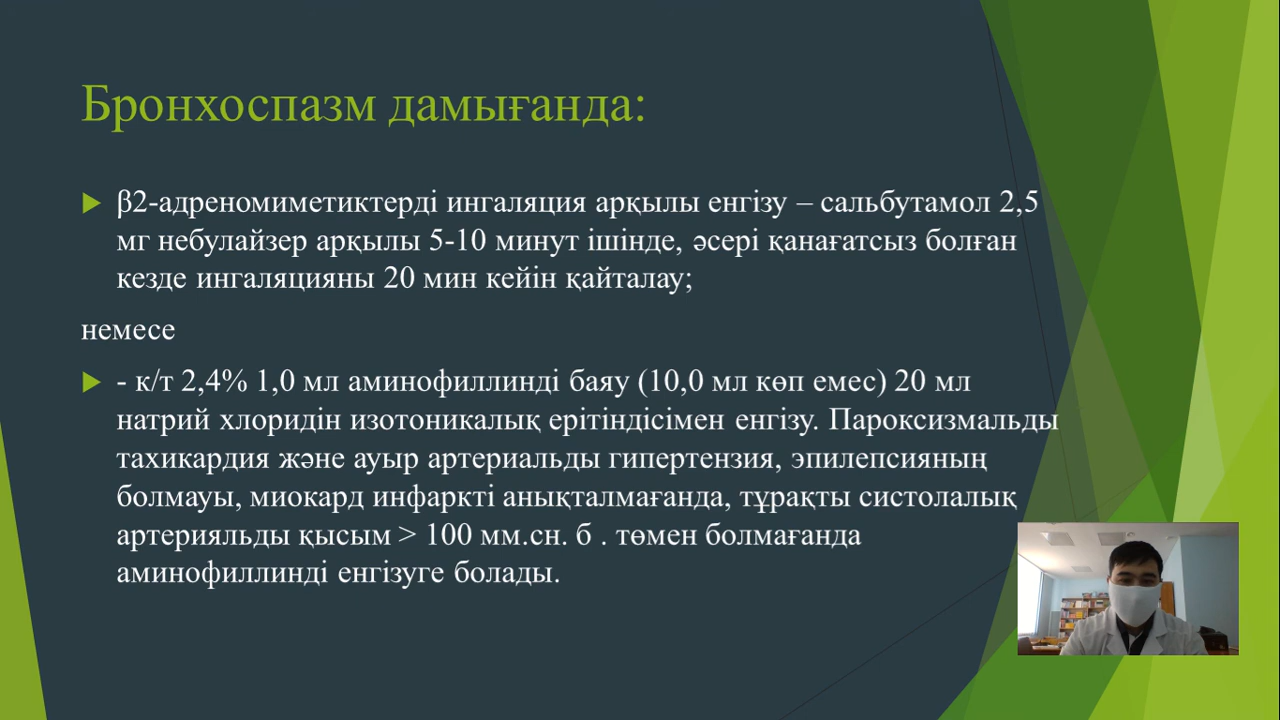 Бронхоспазм дамығанда:
β2-адреномиметиктерді ингаляция арқылы енгізу – сальбутамол 2,5
мг небулайзер арқылы 5-10 минут ішінде, әсері қанағатсыз болған
кезде ингаляцияны 20 мин кейін қайталау;
немесе
- к/т 2,4% 1,0 мл аминофиллинді баяу (10,0 мл көп емес) 20 мл
натрий хлоридін изотоникалық ерітіндісімен енгізу. Пароксизмальды
тахикардия және ауыр артериальды гипертензия, эпилепсияның
болмауы, миокард инфаркті анықталмағанда, тұрақты систолалық
артерияльды қысым > 100 мм.сн. б . төмен болмағанда
аминофиллинді енгізуге болады.